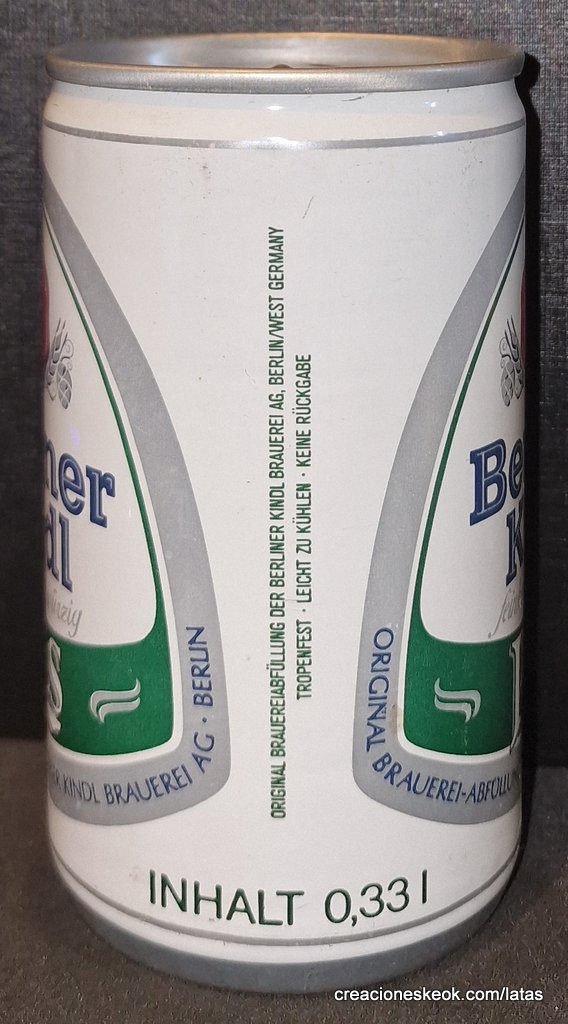 ORIGINAL BRAUEREIABFÜLLUNG DER BERLINER KINDL BRAUEREI AG, BERLIN/WEST GERMANY
TROPENFEST · LEICHT ZU KÜHLEN · KEINE RÜCKGABE
KINDL BRAUEREI AG · BERLIN
ORIGINAL BRAUEREI-ABFÜLLU
INHALT 0,33 l
creacioneskeok.com/latas